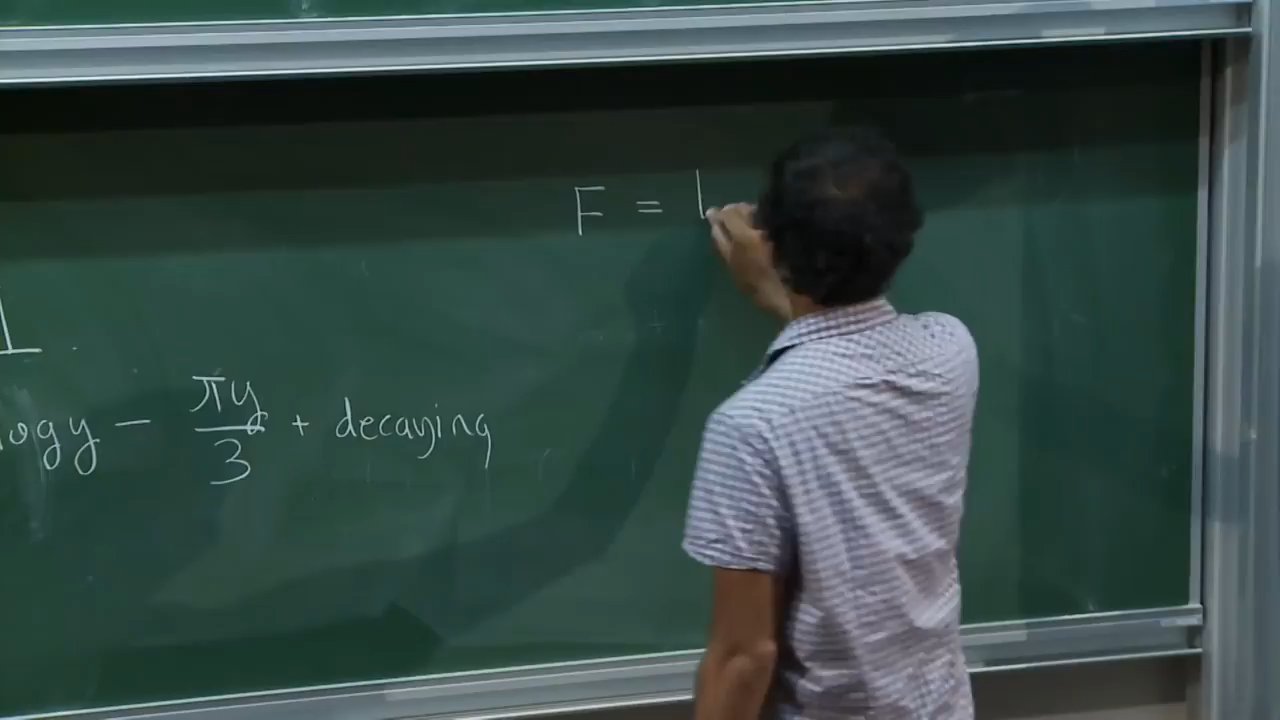 F = l
1 .
ogy − πy/3 + decaying